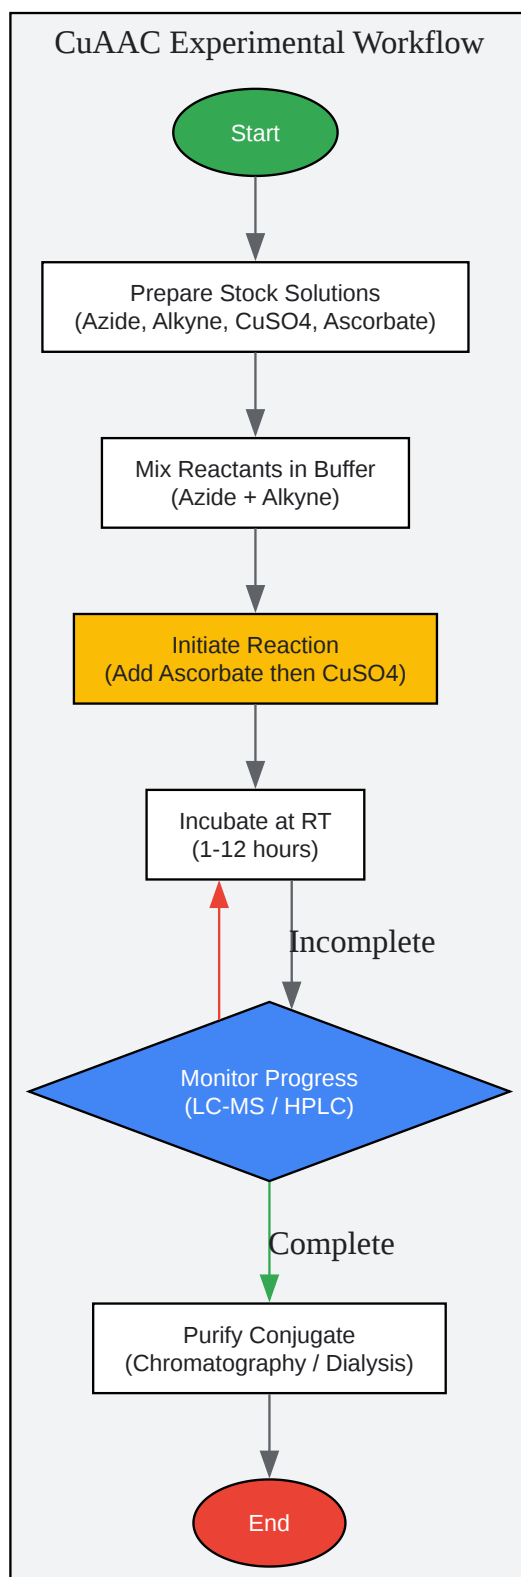 CuAAC Experimental Workflow
Start
Prepare Stock Solutions
(Azide, Alkyne, CuSO4, Ascorbate)
Mix Reactants in Buffer
(Azide + Alkyne)
Initiate Reaction
(Add Ascorbate then CuSO4)
Incubate at RT
(1-12 hours)
Incomplete
Monitor Progress
(LC-MS / HPLC)
Complete
Purify Conjugate
(Chromatography / Dialysis)
End